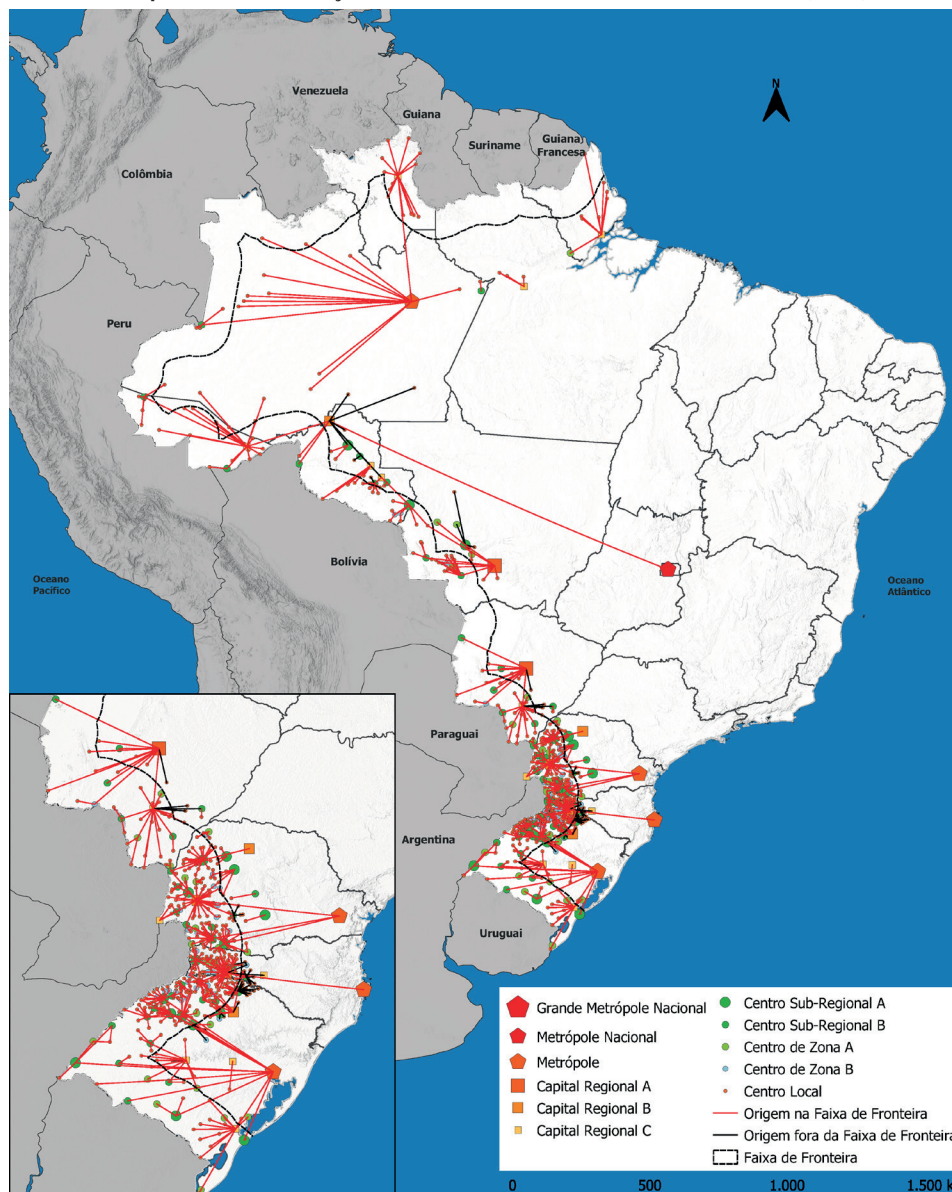 N
Venezuela
Guiana
Suriname
Guiana
Francesa
Colômbia
Peru
Bolívia
Oceano
Pacífico
Oceano
Atlântico
Paraguai
Argentina
Uruguai
Grande Metrópole Nacional
Metrópole Nacional
Metrópole
Capital Regional A
Capital Regional B
Capital Regional C
Centro Sub-Regional A
Centro Sub-Regional B
Centro de Zona A
Centro de Zona B
Centro Local
Origem na Faixa de Fronteira
Origem fora da Faixa de Fronteira
Faixa de Fronteira
0 500 1.000 1.500 k